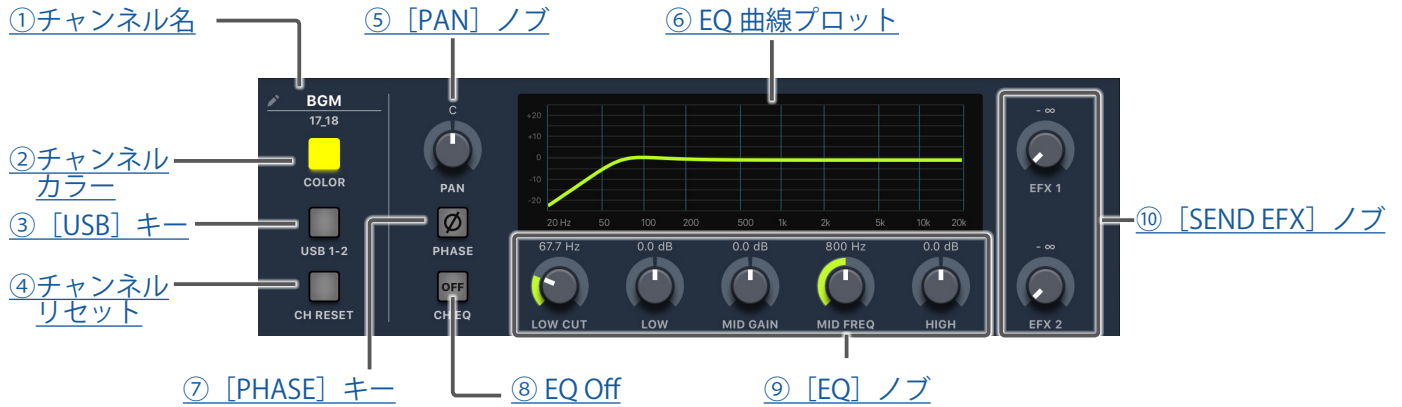 ①チャンネル名
⑤［PAN］ノブ
⑥ EQ 曲線プロット
BGM
17_18
C
+20
+10
0
-10
-20
20 Hz 50 100 200 500 1k 2k 5k 10k 20k
- ∞
EFX 1
②チャンネル
カラー
COLOR
PAN
③［USB］キー
USB 1-2
Ø
PHASE
67.7 Hz 0.0 dB 0.0 dB 800 Hz 0.0 dB
- ∞
⑩［SEND EFX］ノブ
④チャンネル
リセット
CH RESET
OFF
CH EQ
LOW CUT LOW MID GAIN MID FREQ HIGH
EFX 2
⑦［PHASE］キー
⑧ EQ Off
⑨［EQ］ノブ